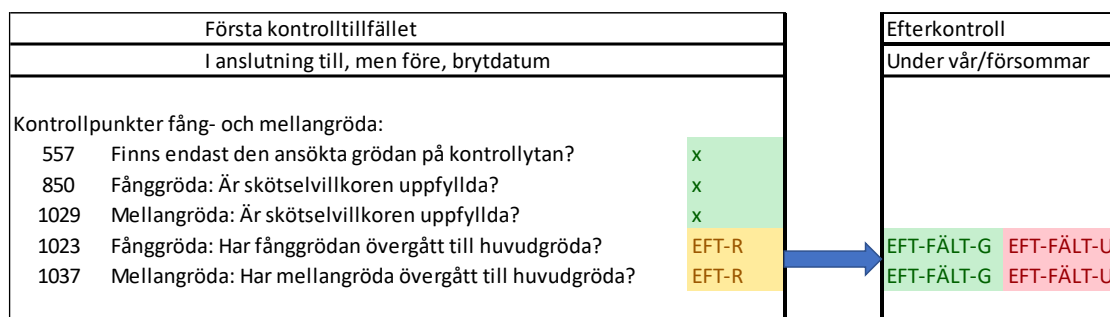 Första kontrolltillfället
Efterkontroll
I anslutning till, men före, brytdatum
Under vår/försommar
Kontrollpunkter fång- och mellangröda:
557 Finns endast den ansökta grödan på kontrollytan? x
850 Fånggröda: Är skötselvillkoren uppfyllda? x
1029 Mellangröda: Är skötselvillkoren uppfyllda? x
1023 Fånggröda: Har fånggrödan övergått till huvudgröda? EFT-R EFT-FÄLT-G EFT-FÄLT-U
1037 Mellangröda: Har mellangröda övergått till huvudgröda? EFT-R EFT-FÄLT-G EFT-FÄLT-U